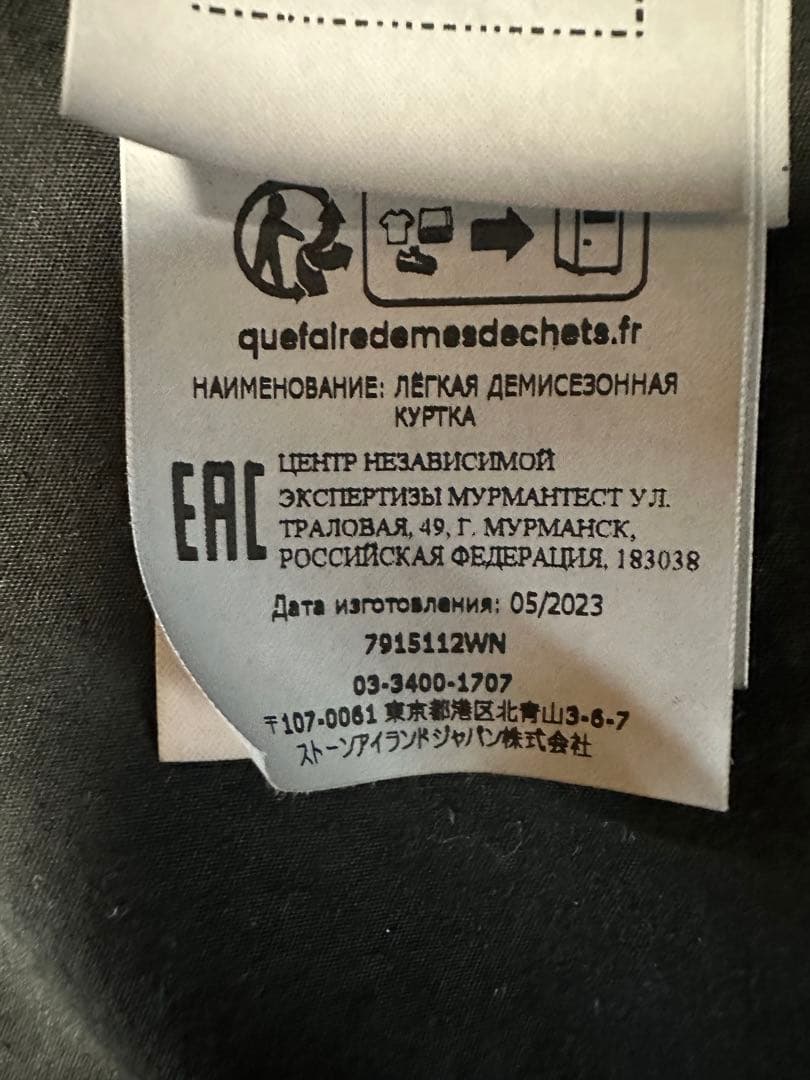 quefairedemesdechets.fr
НАИМЕНОВАНИЕ: ЛЁГКАЯ ДЕМИСЕЗОННАЯ
КУРТКА
EAC
ЦЕНТР НЕЗАВИСИМОЙ
ЭКСПЕРТИЗЫ МУРМАНТЕСТ УЛ.
ТРАЛОВАЯ, 49, Г. МУРМАНСК,
РОССИЙСКАЯ ФЕДЕРАЦИЯ, 183038
Дата изготовления: 05/2023
7915112WN
03-3400-1707
〒107-0061 東京都港区北青山3-6-7
ストーンアイランドジャパン株式会社